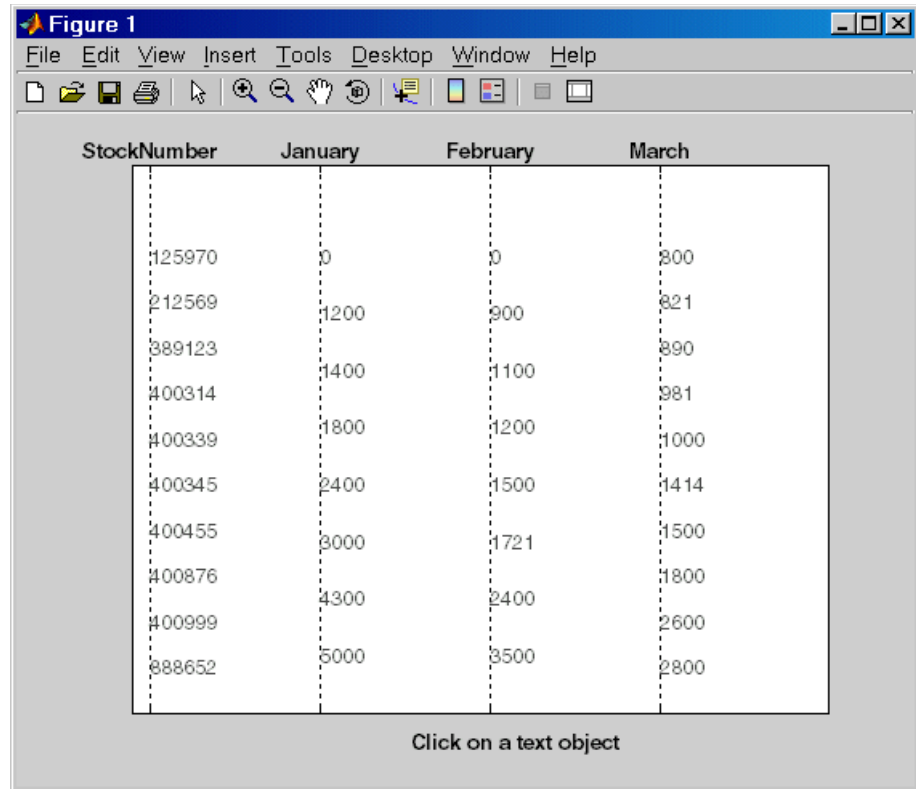 Figure 1
File Edit View Insert Tools Desktop Window Help
StockNumber January February March
125970 0 0 800
212569 1200 900 821
389123 1400 1100 890
400314 981
400339 1800 1200 1000
400345 2400 1500 1414
400455 3000 1721 1500
400876 4300 2400 1800
400999 2600
888652 5000 3500 2800
Click on a text object